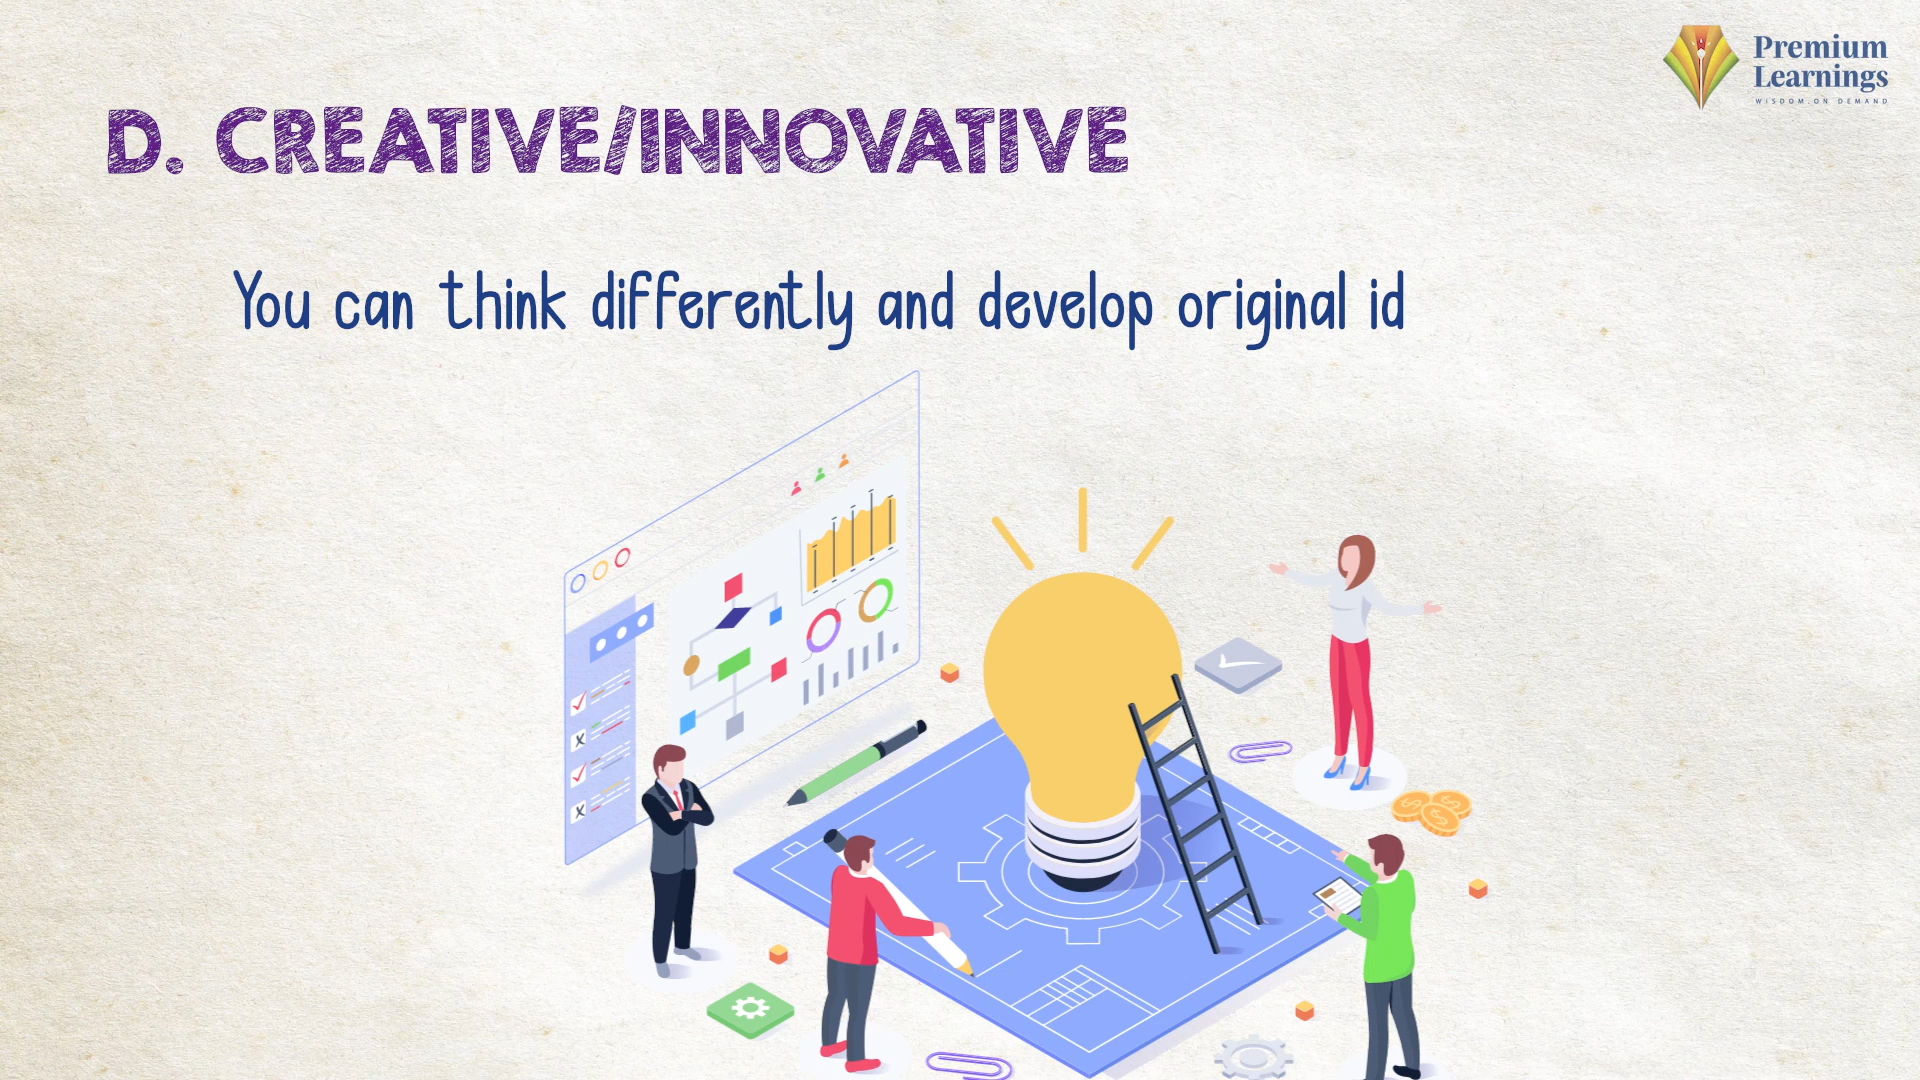 Premium
Learnings
WISDOM.ON DEMAND
D. CREATIVE/INNOVATIVE
You can think differently and develop original id